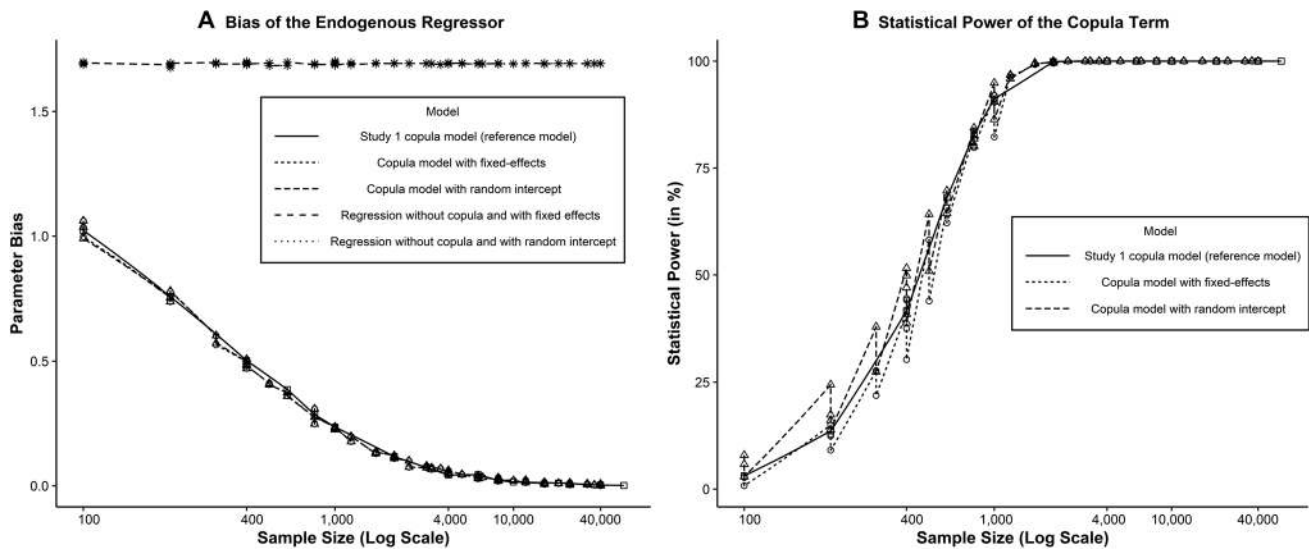 A Bias of the Endogenous Regressor
Parameter Bias
1.5
1.0
0.5
0.0
Model
Study 1 copula model (reference model)
Copula model with fixed-effects
Copula model with random intercept
Regression without copula and with fixed effects
Regression without copula and with random intercept
100 400 1,000 4,000 10,000 40,000
Sample Size (Log Scale)
B Statistical Power of the Copula Term
Statistical Power (in %)
100
75
50
25
0
Model
Study 1 copula model (reference model)
Copula model with fixed-effects
Copula model with random intercept
100 400 1,000 4,000 10,000 40,000
Sample Size (Log Scale)